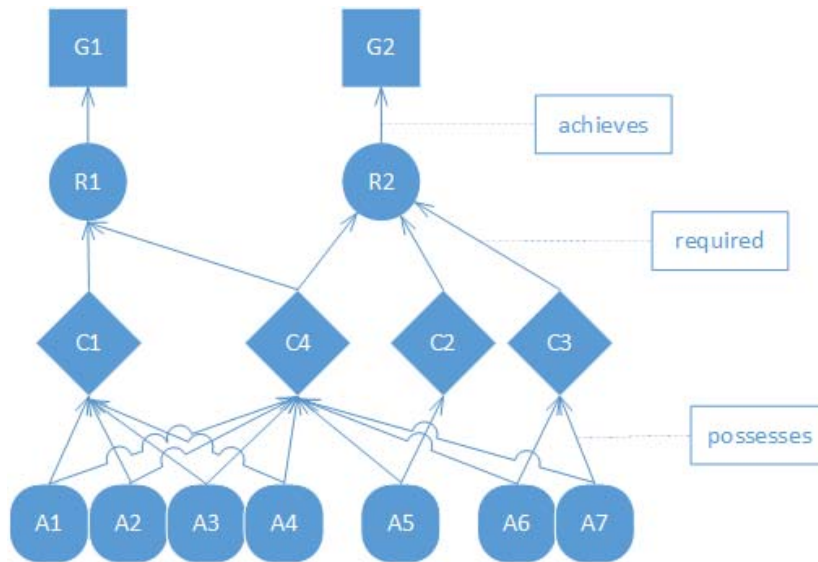 G1
G2
achieves
R1
R2
required
C1
C4
C2
C3
possesses
A1
A2
A3
A4
A5
A6
A7